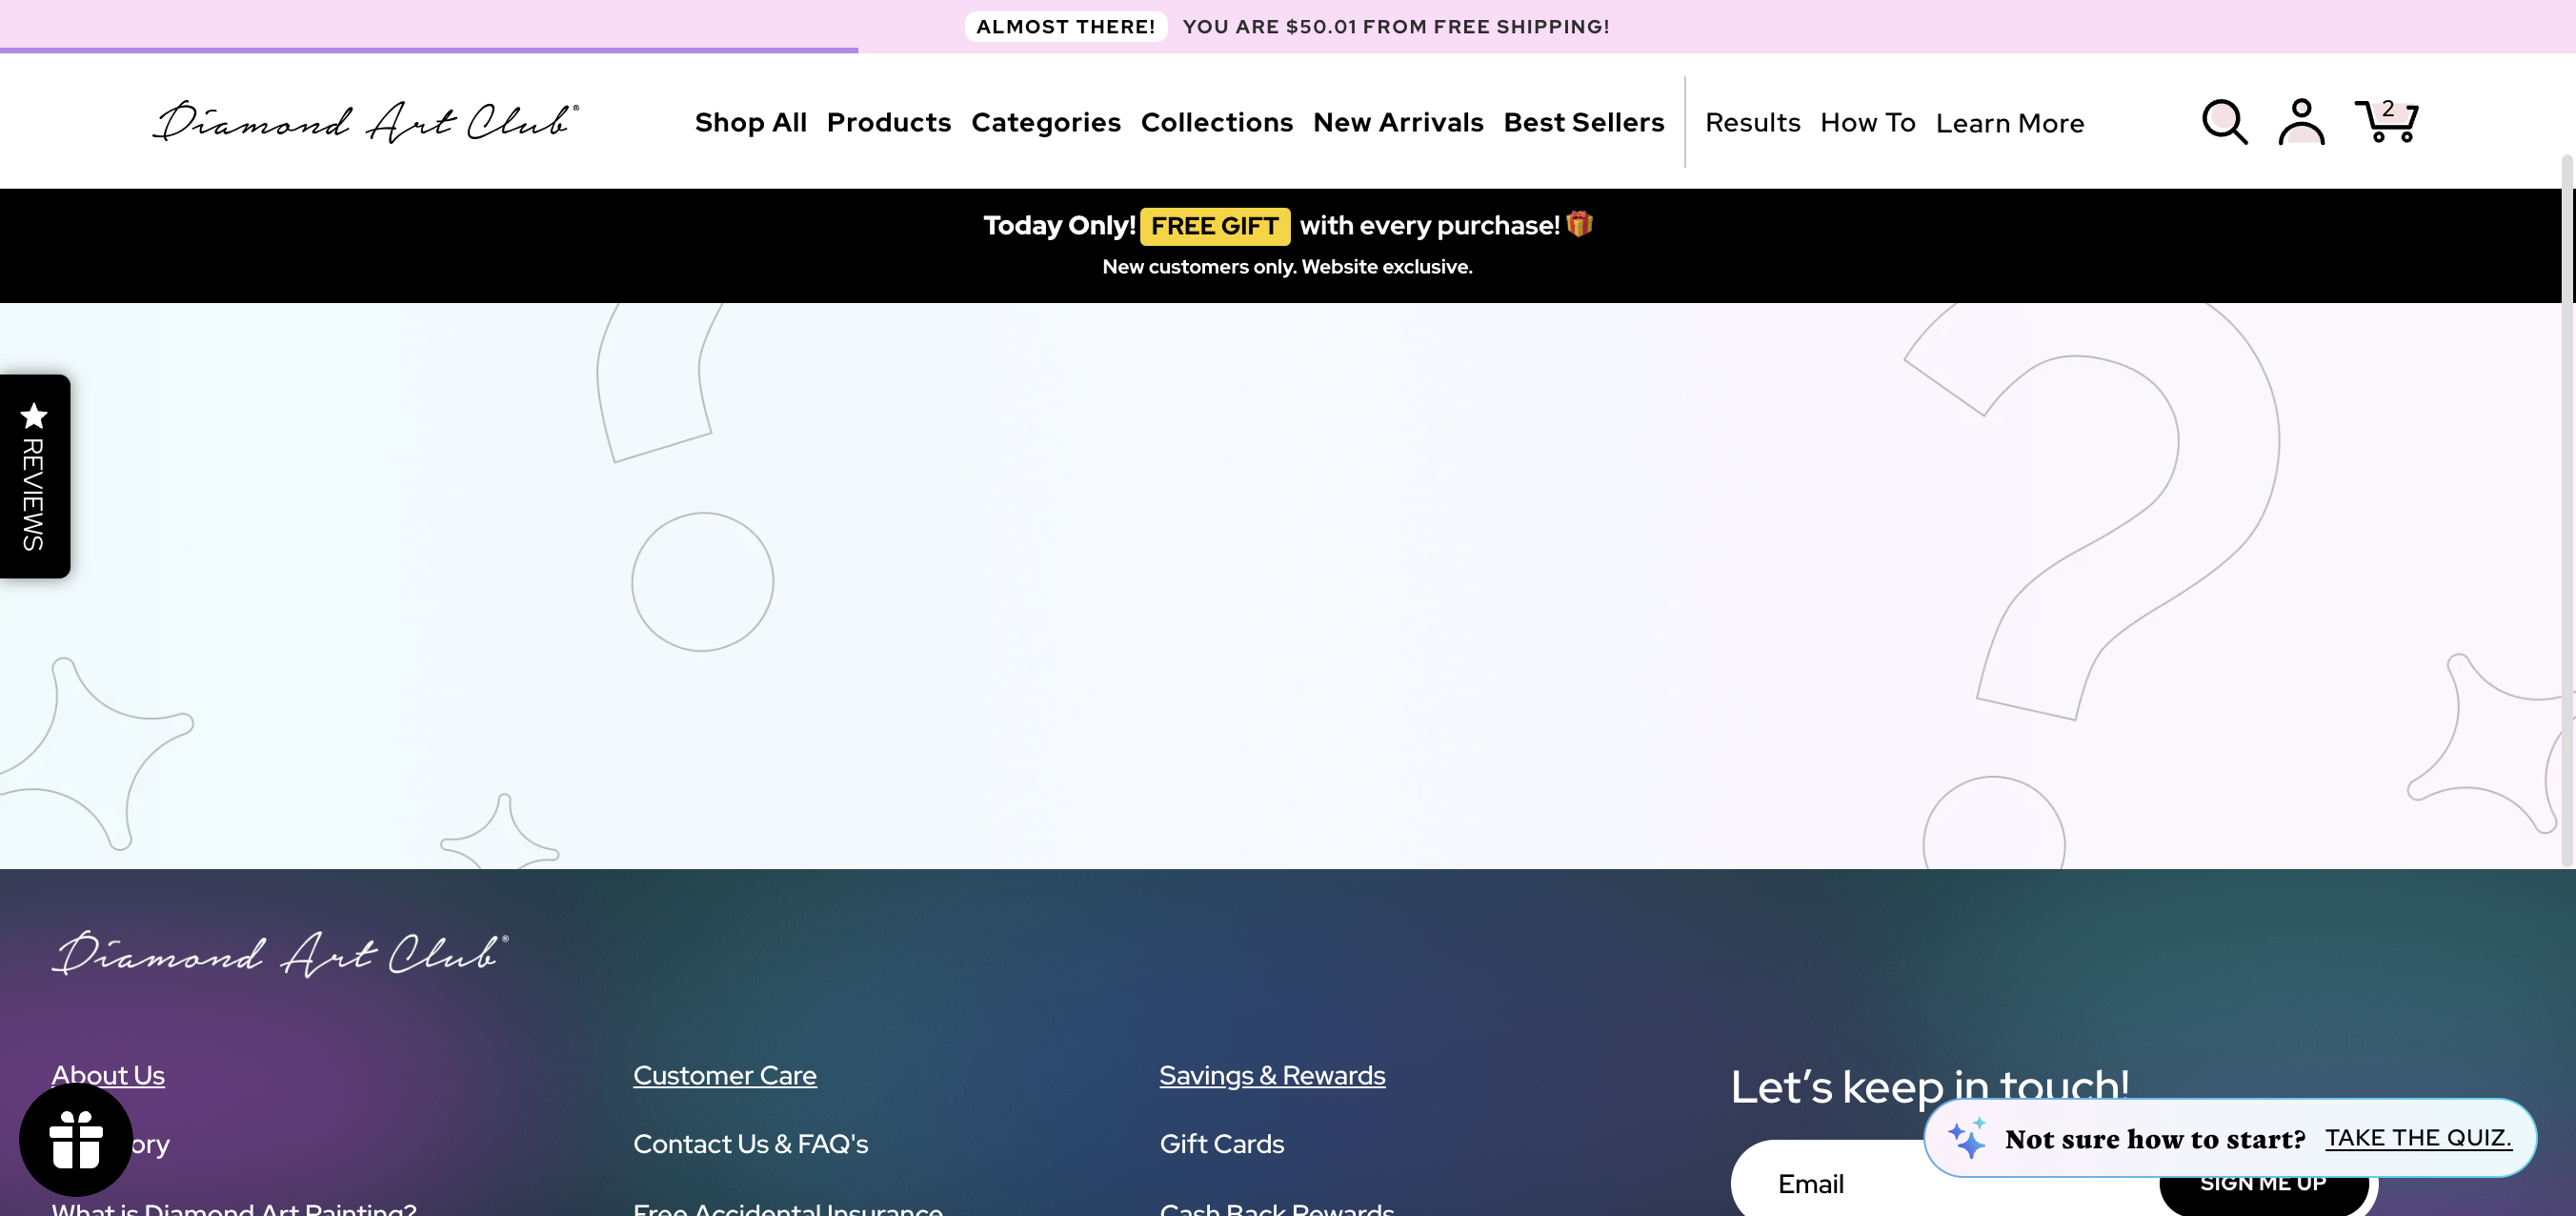 ALMOST THERE! YOU ARE $50.01 FROM FREE SHIPPING!
Diamond Art Club®
Shop All Products Categories Collections New Arrivals Best Sellers Results How To Learn More
2
Today Only! FREE GIFT with every purchase! 🎁
New customers only. Website exclusive.
REVIEWS
Diamond Art Club®
About Us
ory
What is Diamond Art Painting?
Customer Care
Contact Us & FAQ's
Free Accidental Insurance
Savings & Rewards
Gift Cards
Cash Back Rewards
Let's keep in touch!
Not sure how to start? TAKE THE QUIZ.
Email
SIGN ME UP